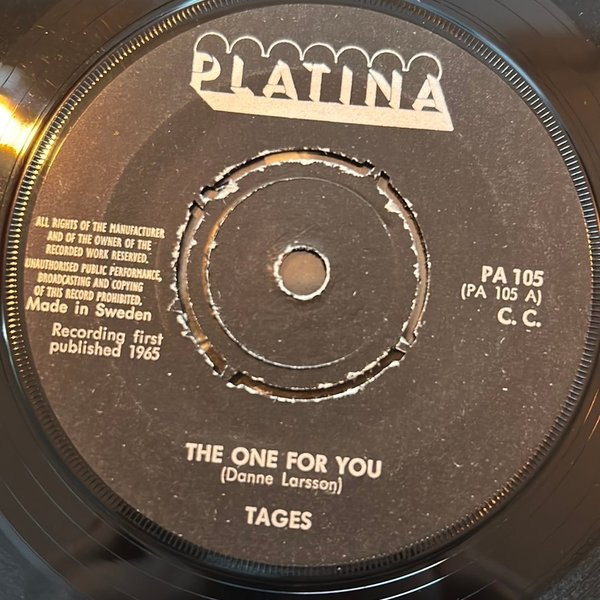 PLATINA
ALL RIGHTS OF THE MANUFACTURER
AND OF THE OWNER OF THE
RECORDED WORK RESERVED.
UNAUTHORISED PUBLIC PERFORMANCE,
BROADCASTING AND COPYING
OF THIS RECORD PROHIBITED.
Made in Sweden
Recording first
published 1965
PA 105
(PA 105 A)
C. C.
THE ONE FOR YOU
(Danne Larsson)
TAGES